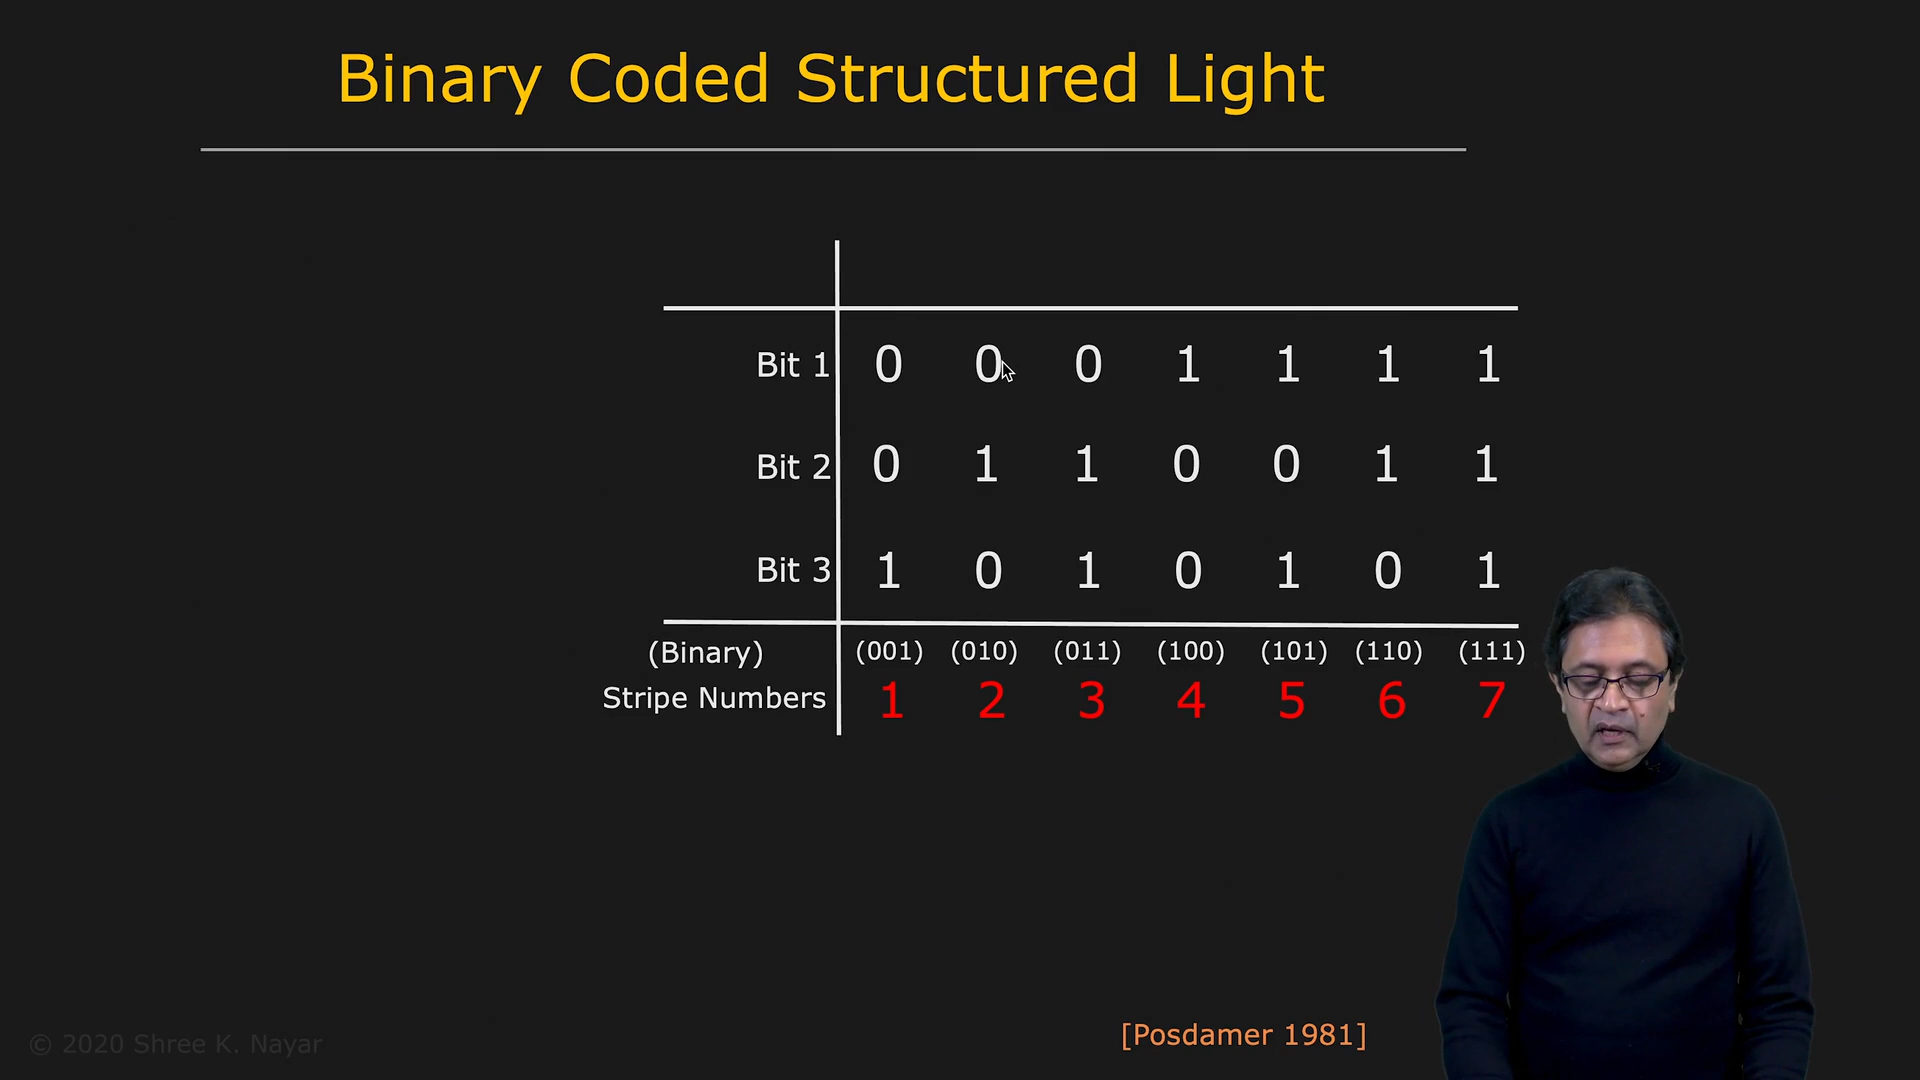 Binary Coded Structured Light
Bit 1 0 0 0 1 1 1 1
Bit 2 0 1 1 0 0 1 1
Bit 3 1 0 1 0 1 0 1
(Binary) (001) (010) (011) (100) (101) (110) (111)
Stripe Numbers 1 2 3 4 5 6 7
[Posdamer 1981]
© 2020 Shree K. Nayar